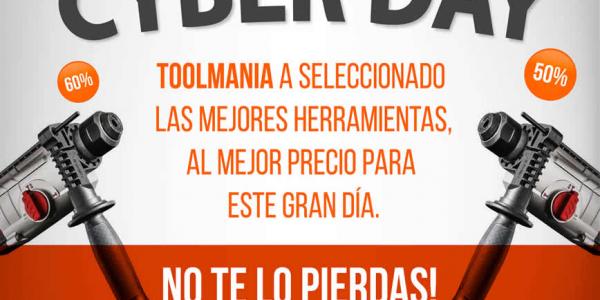 CYBER DAY
60%
50%
TOOLMANIA A SELECCIONADO
LAS MEJORES HERRAMIENTAS,
AL MEJOR PRECIO PARA
ESTE GRAN DÍA.
NO TE LO PIERDAS!